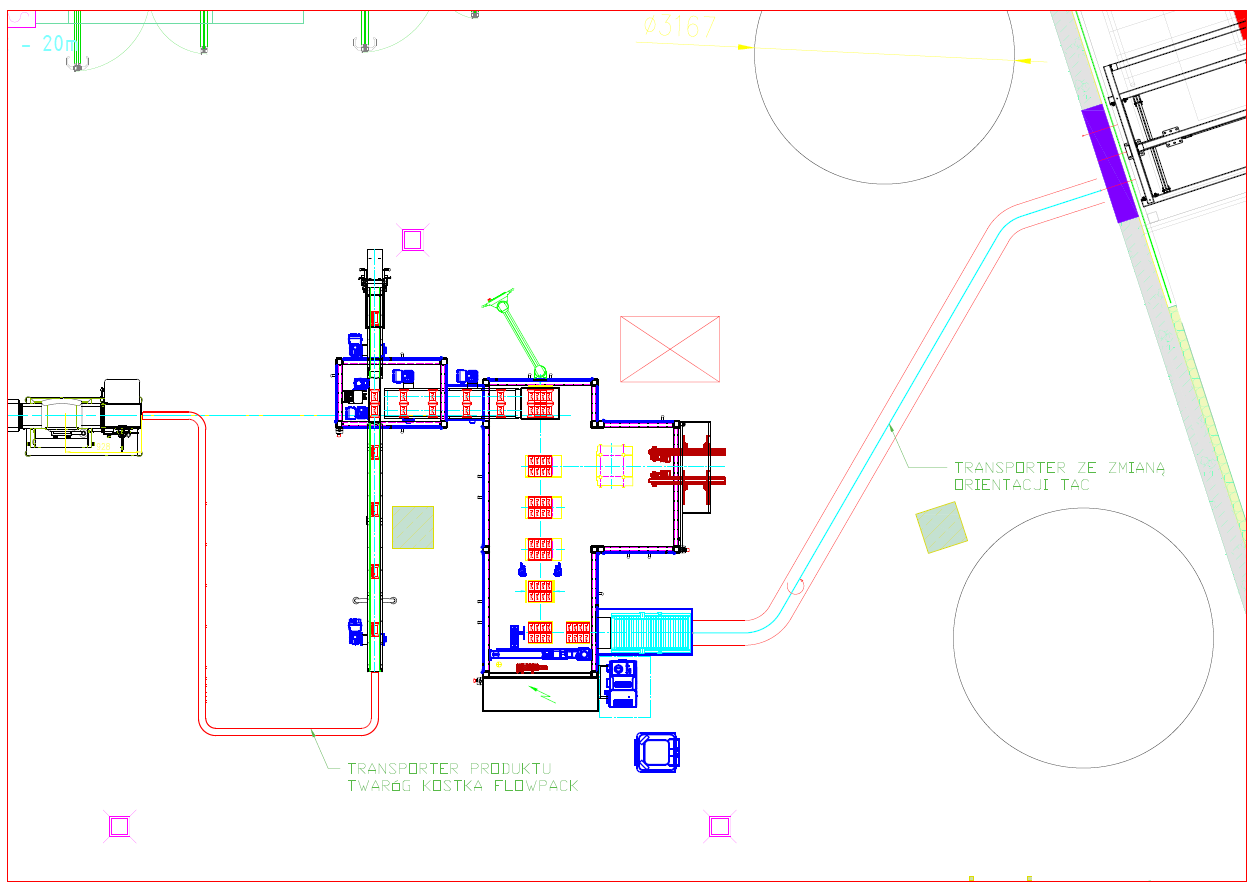 - 20m
Ø3167
TRANSPORTER ZE ZMIANĄ
ORIENTACJI TAC
TRANSPORTER PRODUKTU
TWARÓG KOSTKA FLOWPACK